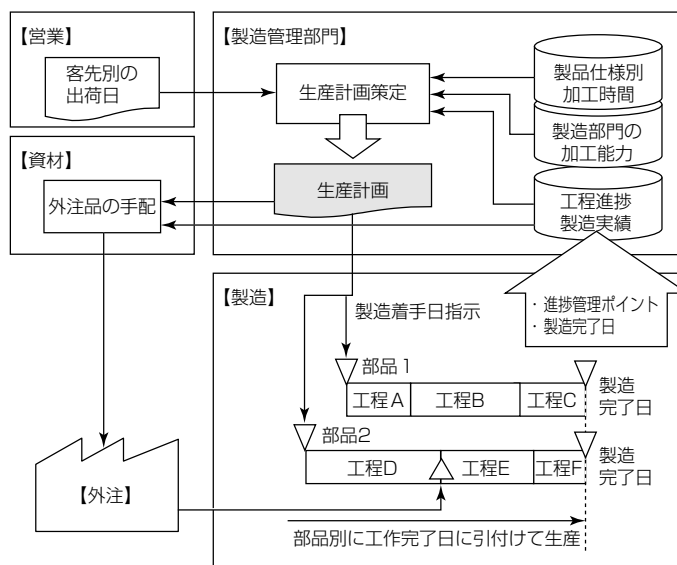 【営業】
客先別の
出荷日
【製造管理部門】
生産計画策定
製品仕様別
加工時間
製造部門の
加工能力
工程進捗
製造実績
【資材】
外注品の手配
生産計画
【製造】
製造着手日指示
・進捗管理ポイント
・製造完了日
部品1
工程A
工程B
工程C
製造
完了日
部品2
工程D
工程E
工程F
製造
完了日
【外注】
部品別に工作完了日に引付けて生産